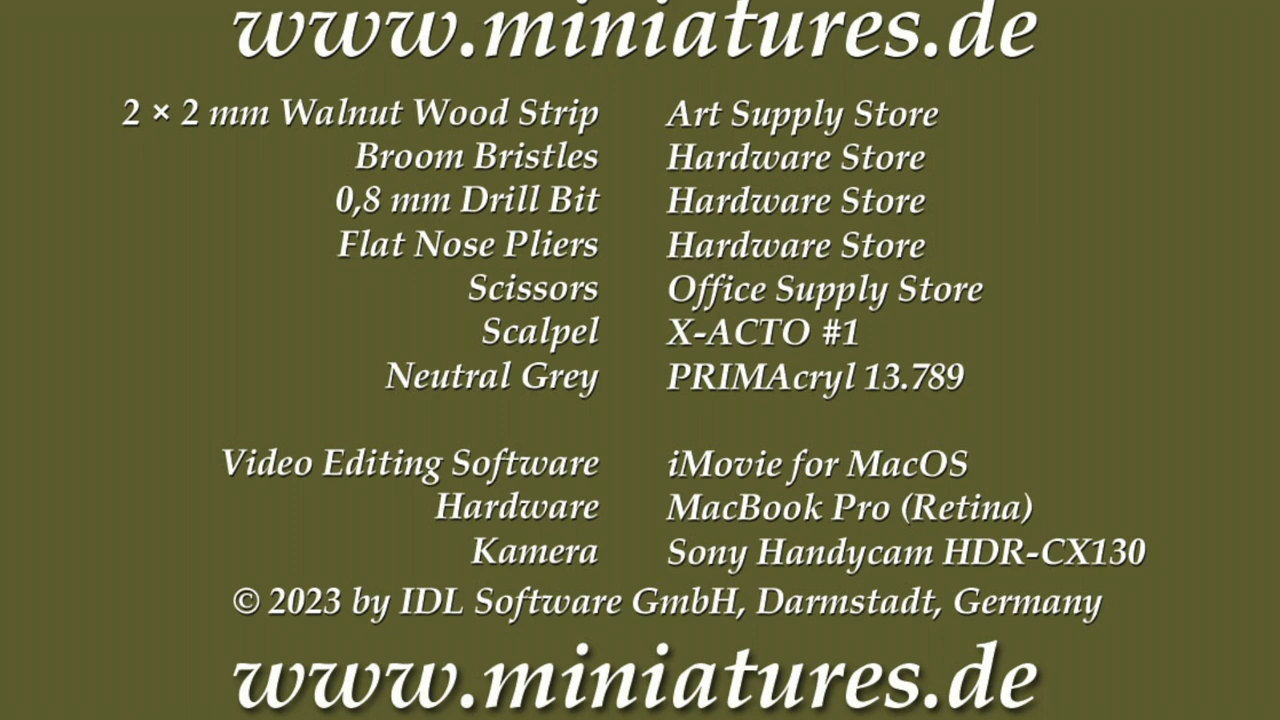 www.miniatures.de
2 × 2 mm Walnut Wood Strip Art Supply Store
Broom Bristles Hardware Store
0,8 mm Drill Bit Hardware Store
Flat Nose Pliers Hardware Store
Scissors Office Supply Store
Scalpel X-ACTO #1
Neutral Grey PRIMAcryl 13.789
Video Editing Software iMovie for MacOS
Hardware MacBook Pro (Retina)
Kamera Sony Handycam HDR-CX130
© 2023 by IDL Software GmbH, Darmstadt, Germany
www.miniatures.de